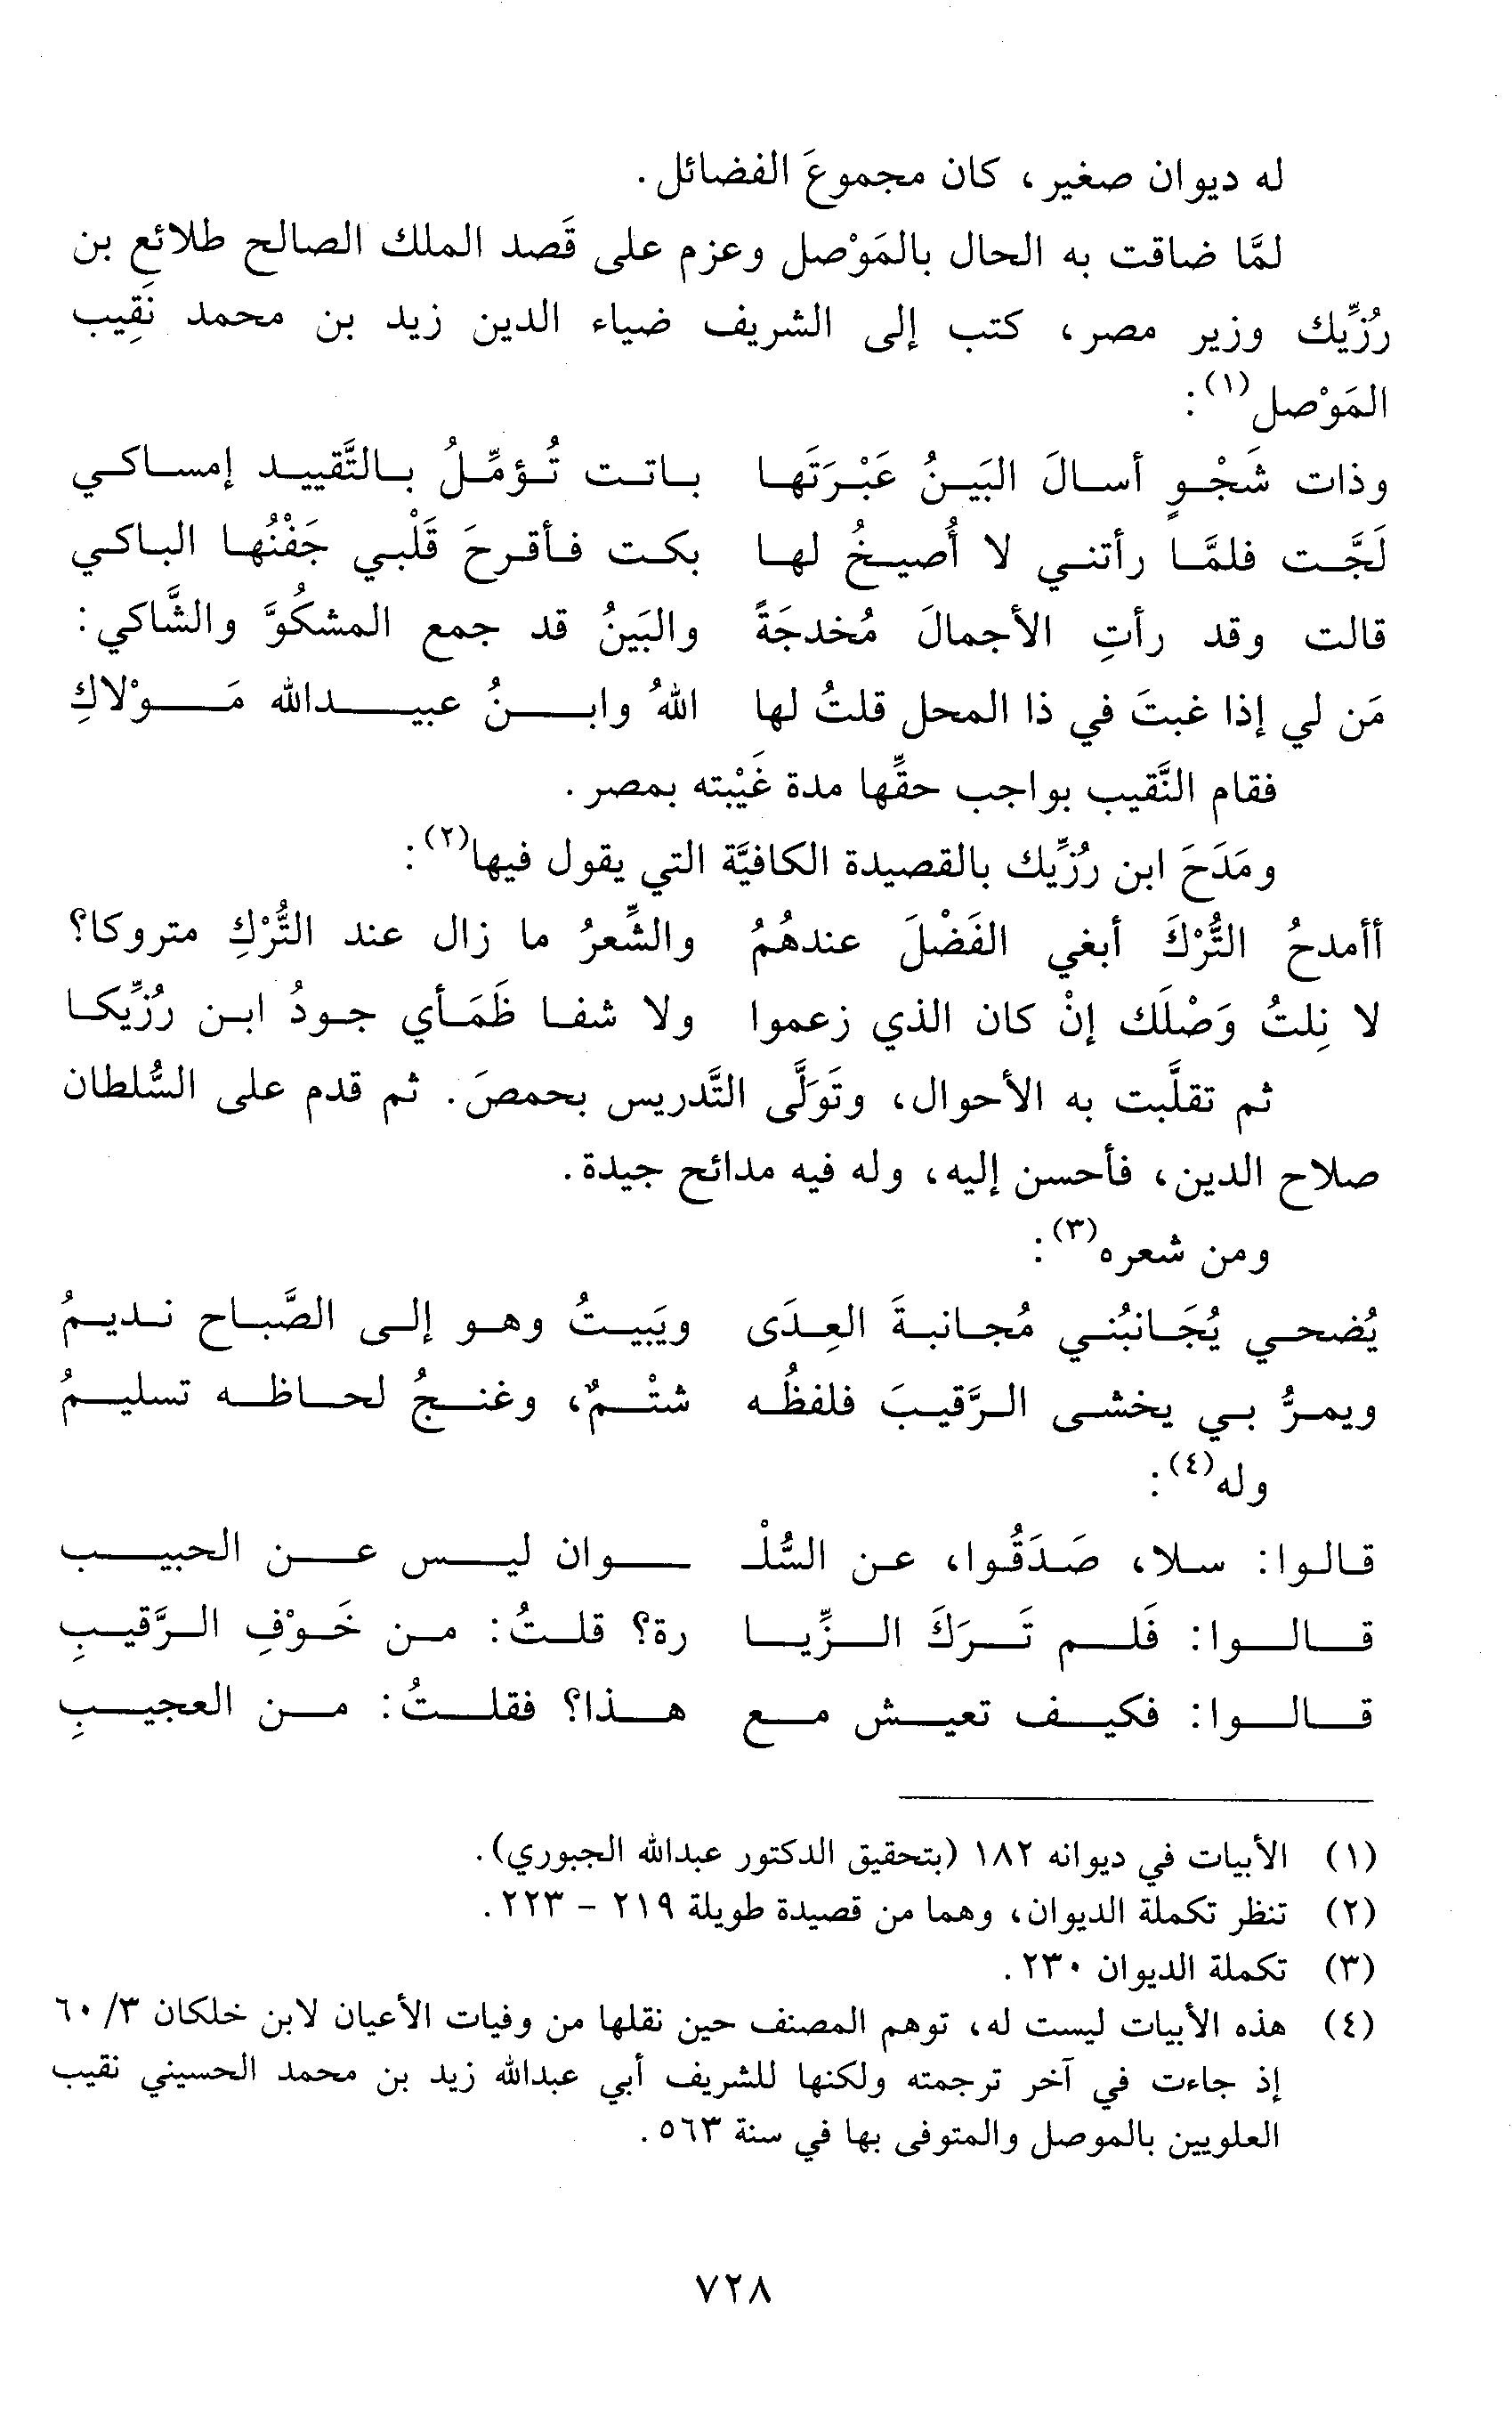 له ديوان صغير، كان مجموعَ الفضائل.
لمَّا ضاقت به الحال بالمَوْصل وعزم على قَصد الملك الصالح طلائع بن
رُزِّيك وزير مصر، كتب إلى الشريف ضياء الدين زيد بن محمد نَقِيب
المَوْصل(١):
وذات شَجْوٍ أسالَ البَينُ عَبْرَتَها باتت تُؤمِّلُ بالتَّقييد إمساكي
لَجَّت فلمَّا رأتني لا أُصيخُ لها بكت فأقرحَ قَلْبي جَفْنُها الباكي
قالت وقد رأتِ الأجمالَ مُخدجَةً والبَينُ قد جمع المشكُوَّ والشَّاكي:
مَن لي إذا غبتَ في ذا المحل قلتُ لها اللهُ وابنُ عبيدالله مَوْلاكِ
فقام النَّقيب بواجب حقِّها مدة غَيْبته بمصر.
ومَدَحَ ابن رُزِّيك بالقصيدة الكافيَّة التي يقول فيها(٢):
أأمدحُ التُّرْكَ أبغي الفَضْلَ عندهُمُ والشِّعرُ ما زال عند التُّرْكِ متروكا؟
لا نِلتُ وَصْلَك إنْ كان الذي زعموا ولا شفا ظَمَأي جودُ ابن رُزِّيكا
ثم تقلَّبت به الأحوال، وتَوَلَّى التَّدريس بحمصَ. ثم قدم على السُّلطان
صلاح الدين، فأحسن إليه، وله فيه مدائح جيدة.
ومن شعره(٣):
يُضحي يُجَانبُني مُجانبةَ العِدَى ويَبيتُ وهو إلى الصَّباح نديمُ
ويمرُّ بي يخشى الرَّقيبَ فلفظُه شتْمٌ، وغنجُ لحاظه تسليمُ
وله(٤):
قالوا: سلا، صَدَقُوا، عن السُّلْـ ـوان ليس عن الحبيب
قالوا: فَلم تَرَكَ الزِّيا رة؟ قلتُ: من خَوْفِ الرَّقيبِ
قالوا: فكيف تعيش مع هذا؟ فقلتُ: من العجيبِ
(١) الأبيات في ديوانه ١٨٢ (بتحقيق الدكتور عبدالله الجبوري).
(٢) تنظر تكملة الديوان، وهما من قصيدة طويلة ٢١٩ - ٢٢٣.
(٣) تكملة الديوان ٢٣٠.
(٤) هذه الأبيات ليست له، توهم المصنف حين نقلها من وفيات الأعيان لابن خلكان ٣/ ٦٠
إذ جاءت في آخر ترجمته ولكنها للشريف أبي عبدالله زيد بن محمد الحسيني نقيب
العلويين بالموصل والمتوفى بها في سنة ٥٦٣.
٧٢٨